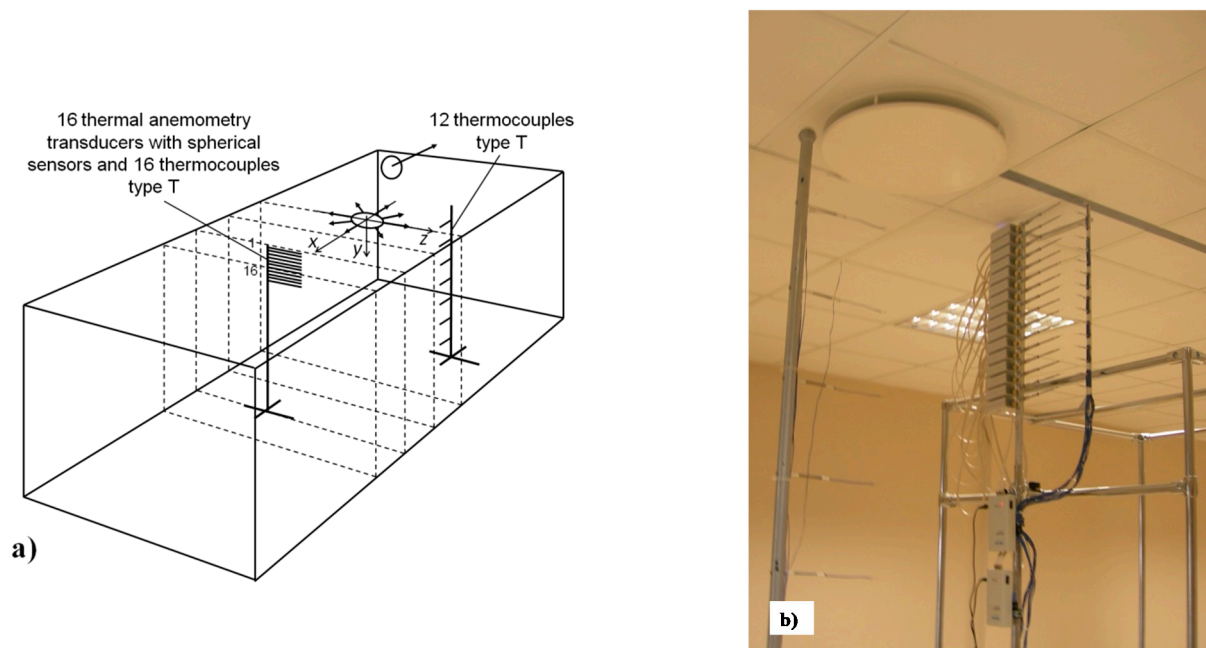 16 thermal anemometry
transducers with spherical
sensors and 16 thermocouples
type T
12 thermocouples
type T
x
y
z
1
16
a)
b)